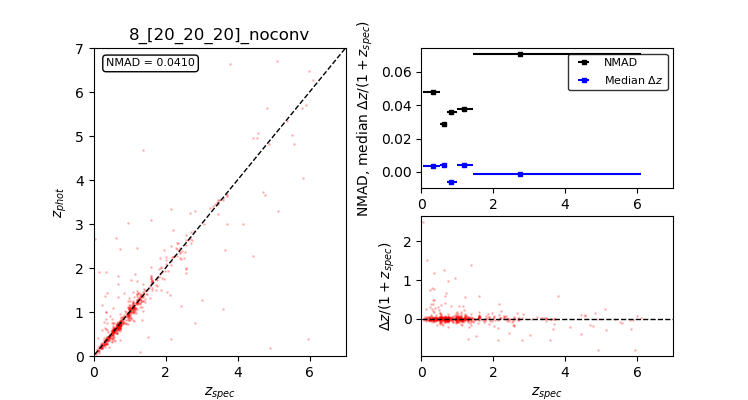 8_[20_20_20]_noconv
NMAD = 0.0410
z_phot
7
6
5
4
3
2
1
0
0 2 4 6
z_spec
NMAD, median Δz/(1 + z_spec)
0.06
0.04
0.02
0.00
NMAD
Median Δz
0 2 4 6
Δz/(1 + z_spec)
2
1
0
0 2 4 6
z_spec